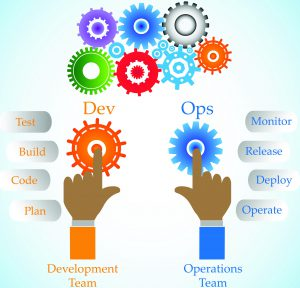 Dev
Ops
Test
Build
Code
Plan
Monitor
Release
Deploy
Operate
Development
Team
Operations
Team